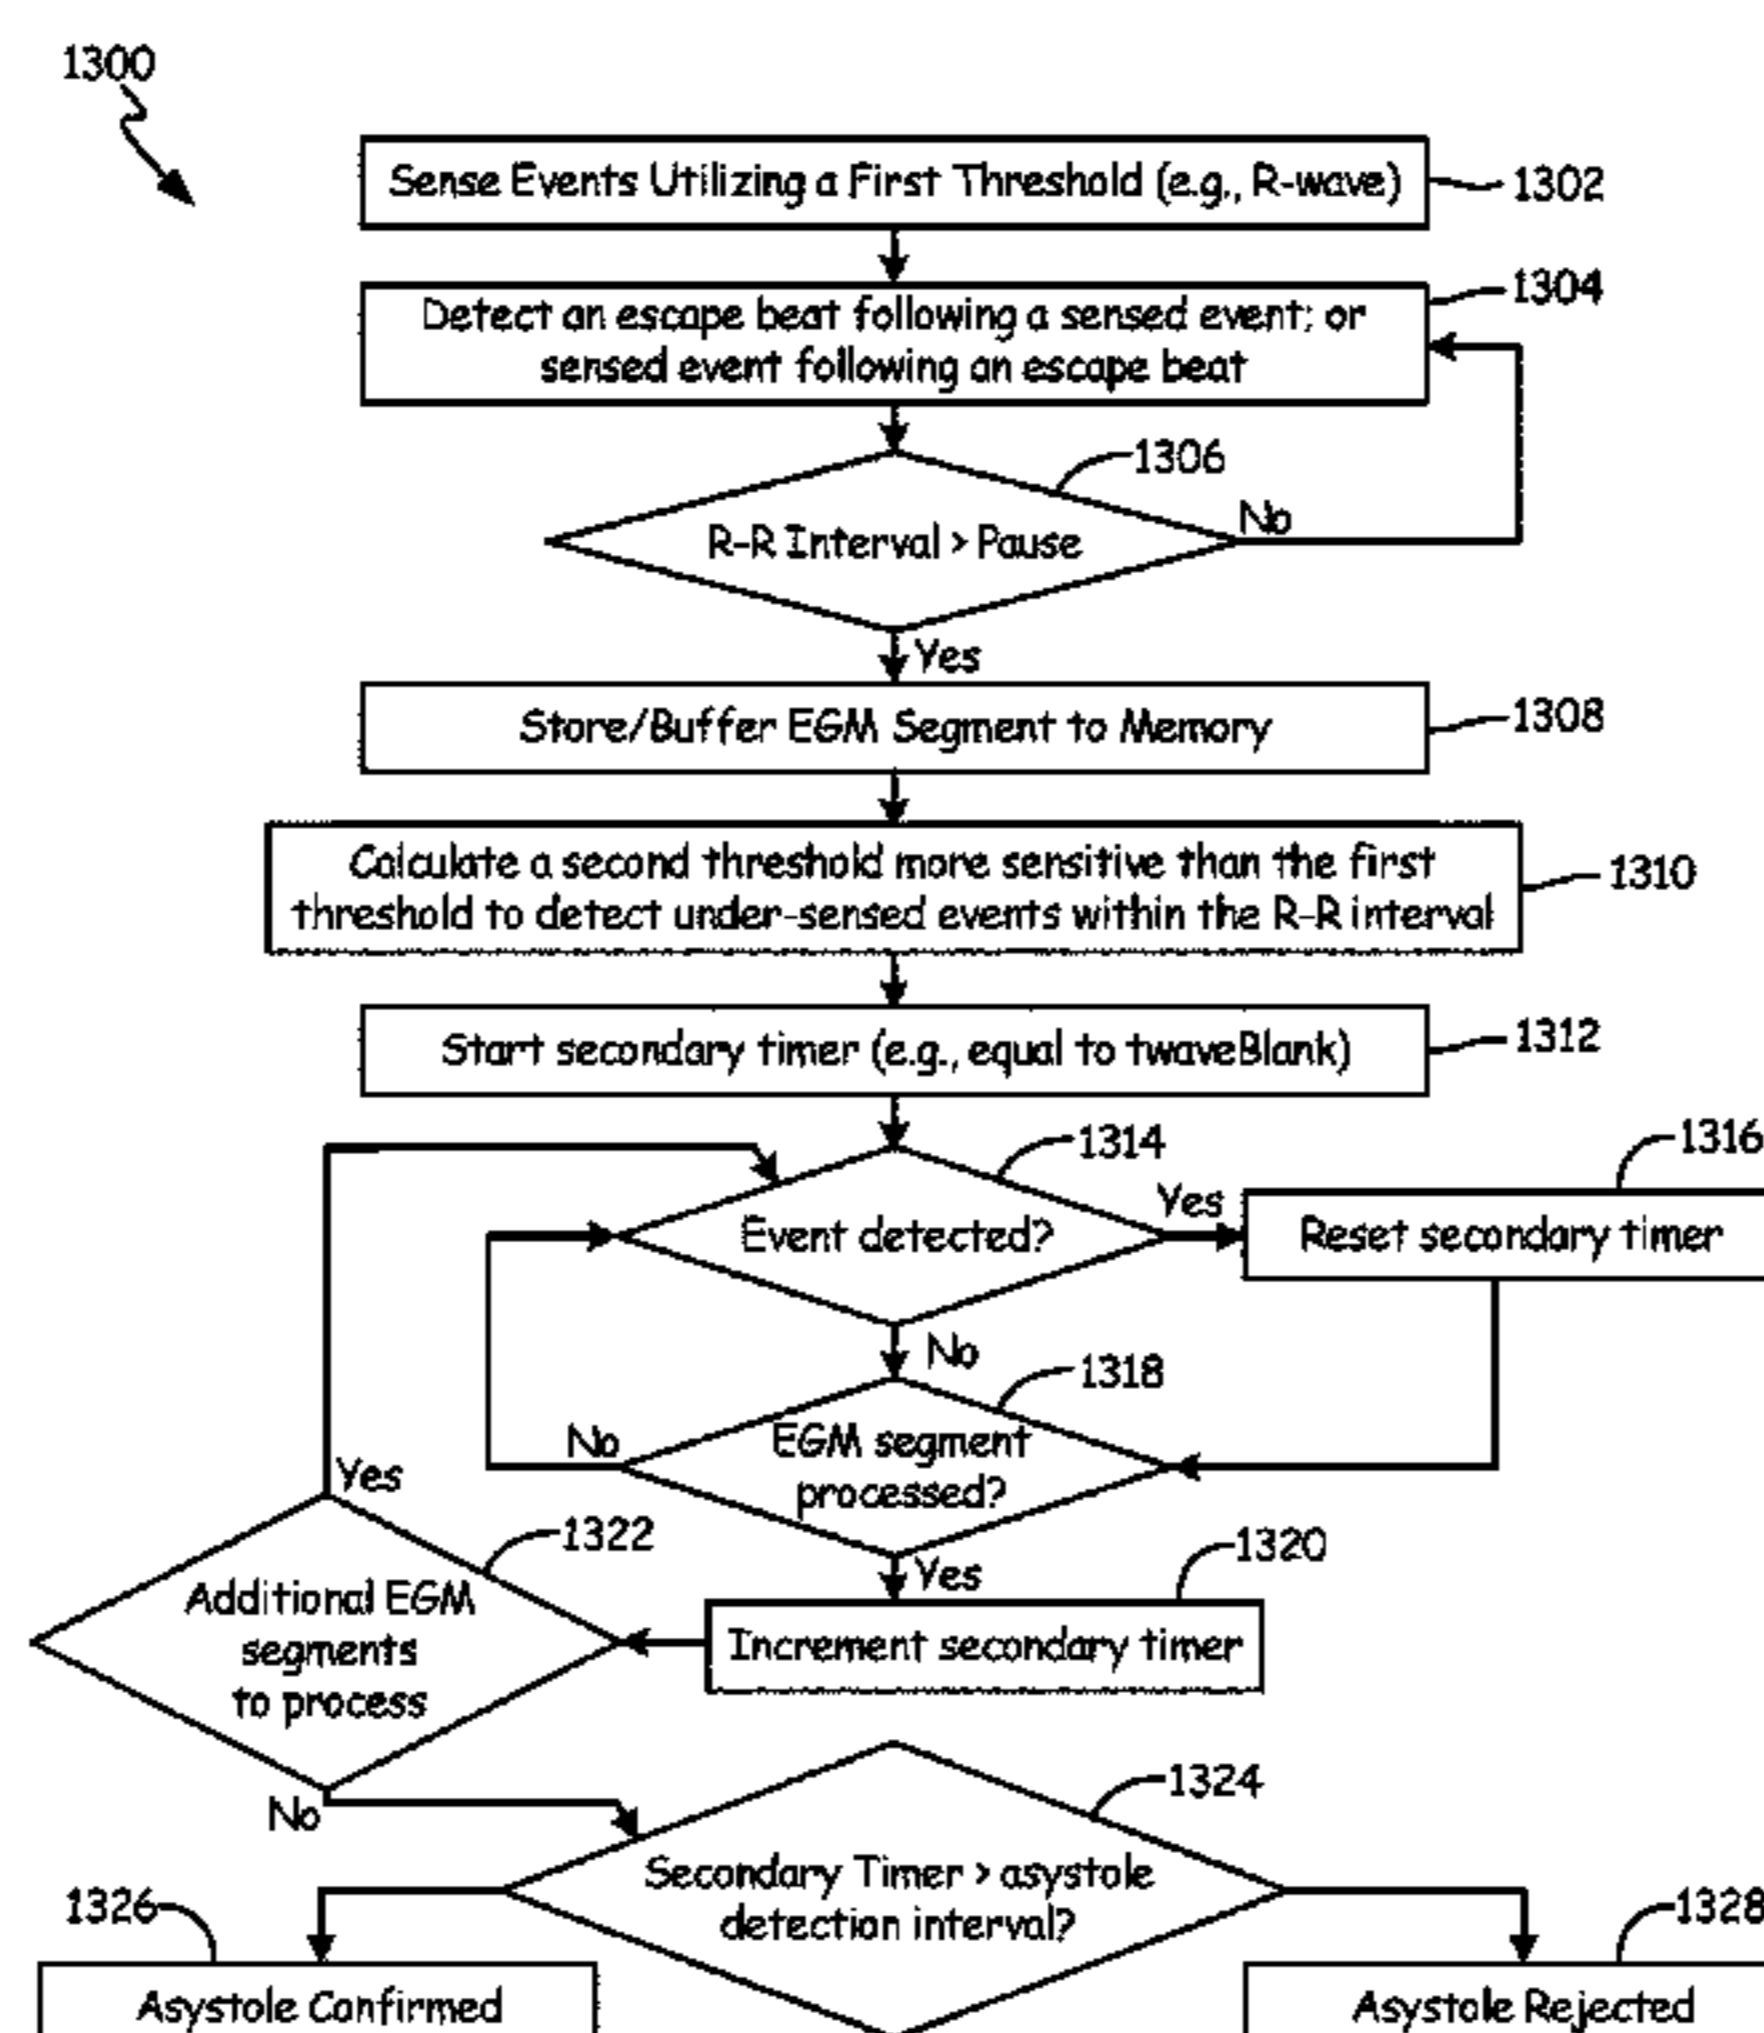 1300
Sense Events Utilizing a First Threshold (e.g., R-wave)
1302
1304
Detect an escape beat following a sensed event; or
sensed event following an escape beat
1306
No
R-R Interval > Pause
Yes
Store/Buffer EGM Segment to Memory
1308
Calculate a second threshold more sensitive than the first
threshold to detect under-sensed events within the R-R interval
1310
Start secondary timer (e.g., equal to twaveBlank)
1312
1314
1316
Yes
Event detected?
Reset secondary timer
No
1318
No
EGM segment
processed?
Yes
1322
1320
Yes
Additional EGM
segments
to process
Increment secondary timer
No
1324
Secondary Timer > asystole
detection interval?
1326
1328
Asystole Confirmed
Asystole Rejected